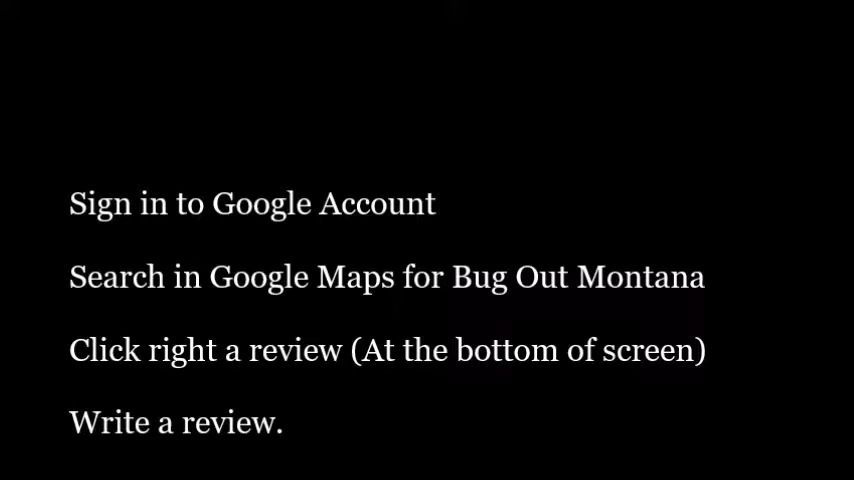 Sign in to Google Account
Search in Google Maps for Bug Out Montana
Click right a review (At the bottom of screen)
Write a review.